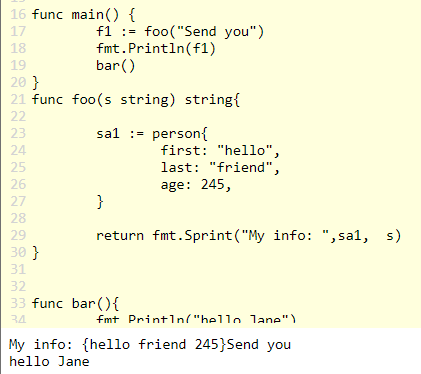 16 func main() {
17 f1 := foo("Send you")
18 fmt.Println(f1)
19 bar()
20 }
21 func foo(s string) string{
22
23 sa1 := person{
24 first: "hello",
25 last: "friend",
26 age: 245,
27 }
28
29 return fmt.Sprint("My info: ",sa1,  s)
30 }
31
32
33 func bar(){
34 fmt.Println("hello Jane")
My info: {hello friend 245}Send you
hello Jane